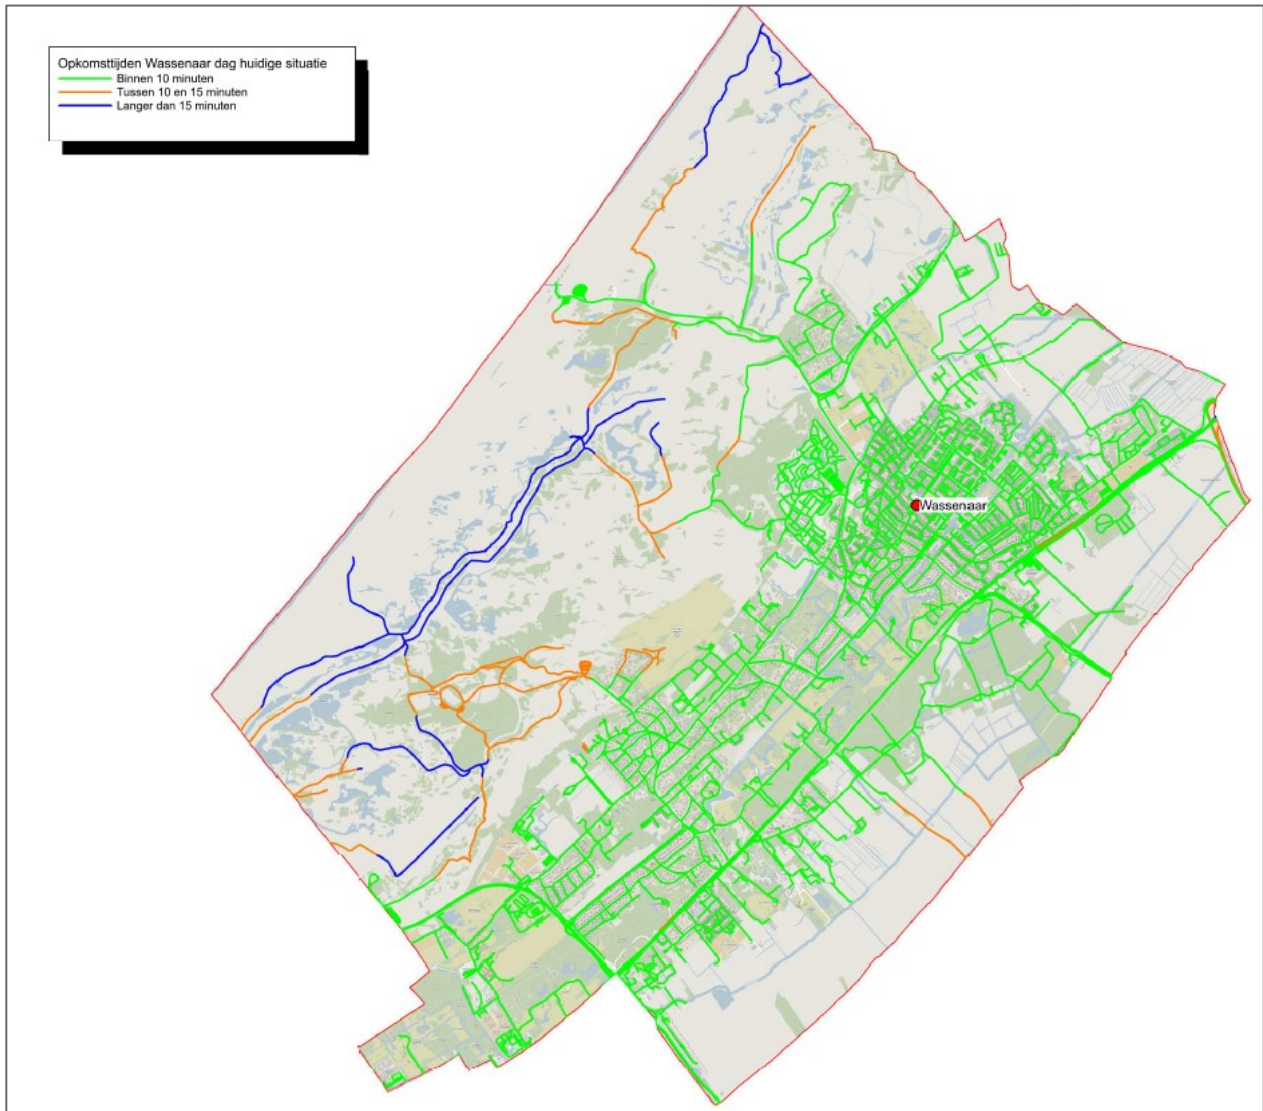 Opkomsttijden Wassenaar dag huidige situatie
Binnen 10 minuten
Tussen 10 en 15 minuten
Langer dan 15 minuten
Wassenaar